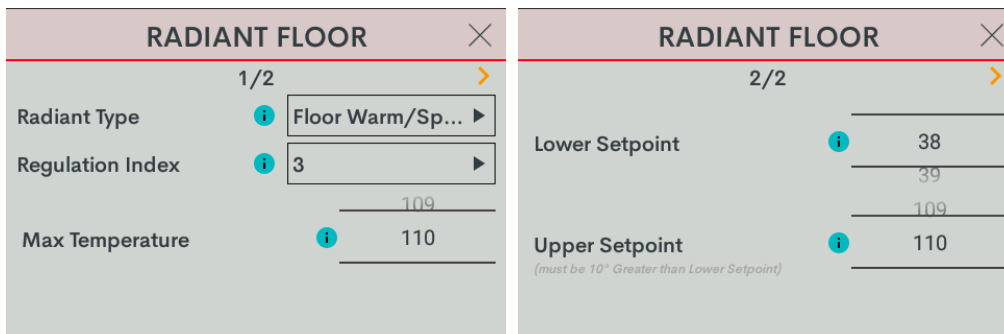 RADIANT FLOOR
1/2
Radiant Type
Floor Warm/Sp...
Regulation Index
3
109
Max Temperature
110
RADIANT FLOOR
2/2
Lower Setpoint
38
39
109
Upper Setpoint
110
(must be 10° Greater than Lower Setpoint)